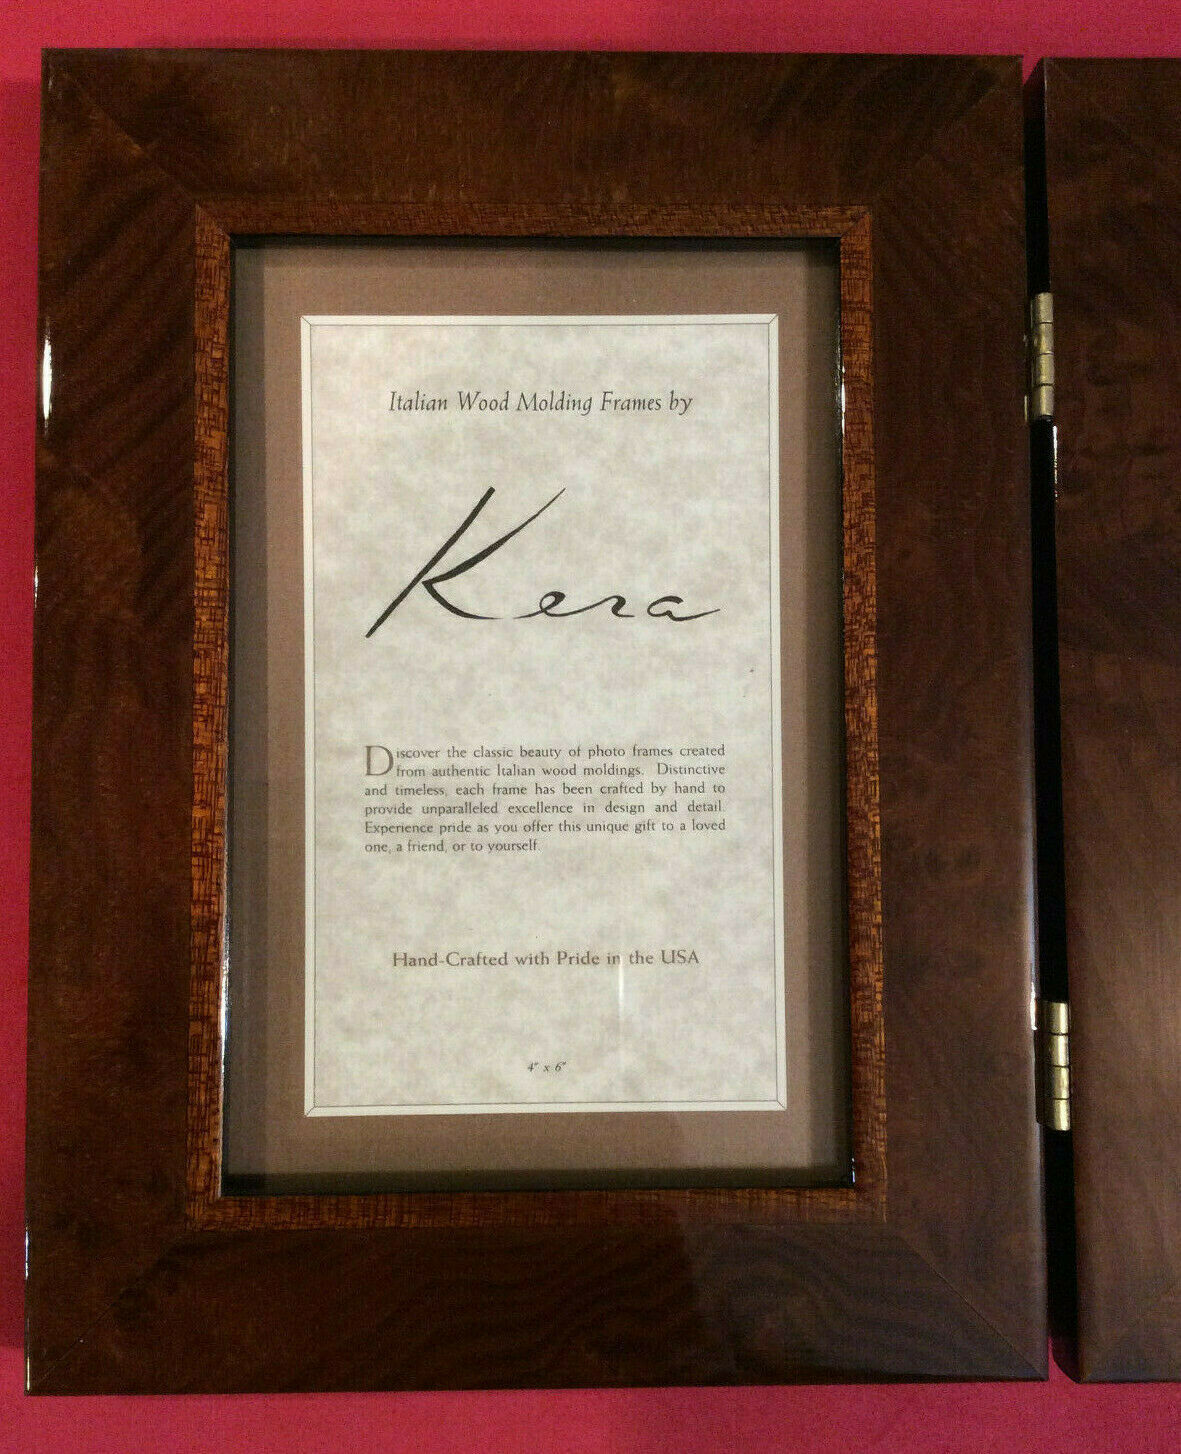 Italian Wood Molding Frames by
Kera
Discover the classic beauty of photo frames created
from authentic Italian wood moldings. Distinctive
and timeless, each frame has been crafted by hand to
provide unparalleled excellence in design and detail.
Experience pride as you offer this unique gift to a loved
one, a friend, or to yourself.
Hand-Crafted with Pride in the USA
4" x 6"